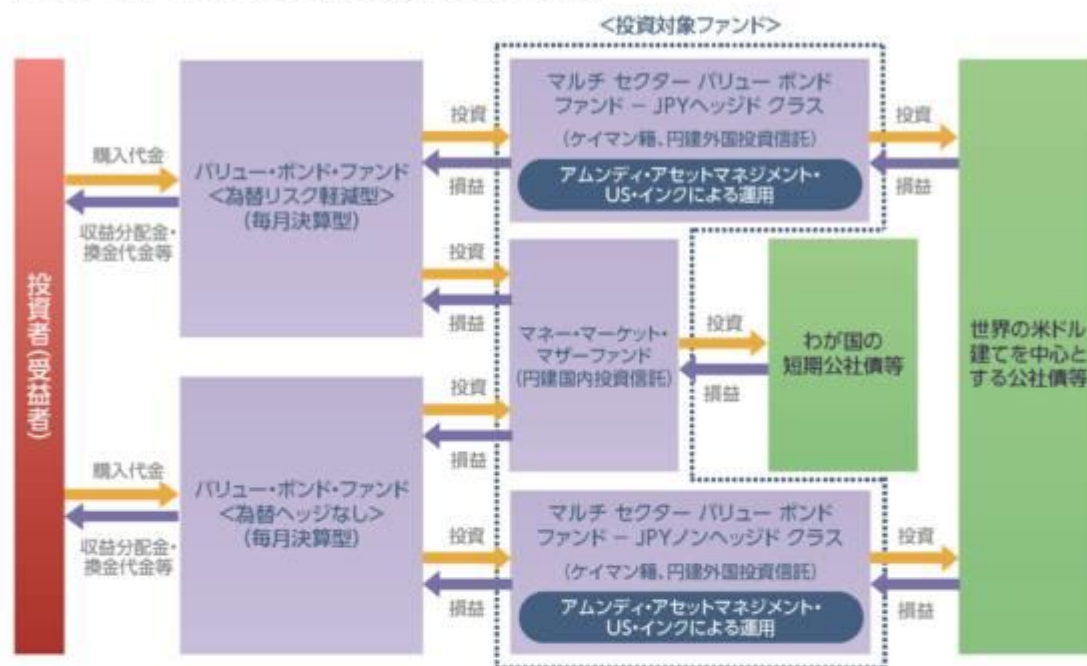 <投資対象ファンド>
投資者(受益者)
購入代金
収益分配金・
換金代金等
バリュー・ボンド・ファンド
<為替リスク軽減型>
(毎月決算型)
投資
損益
マルチ セクター バリュー ボンド
ファンド − JPYヘッジド クラス
(ケイマン籍、円建外国投資信託)
アムンディ・アセットマネジメント・
US・インクによる運用
投資
損益
投資
損益
マネー・マーケット・
マザーファンド
(円建国内投資信託)
投資
損益
わが国の
短期公社債等
世界の米ドル
建てを中心と
する公社債等
購入代金
収益分配金・
換金代金等
バリュー・ボンド・ファンド
<為替ヘッジなし>
(毎月決算型)
投資
損益
投資
損益
マルチ セクター バリュー ボンド
ファンド − JPYノンヘッジド クラス
(ケイマン籍、円建外国投資信託)
アムンディ・アセットマネジメント・
US・インクによる運用
投資
損益